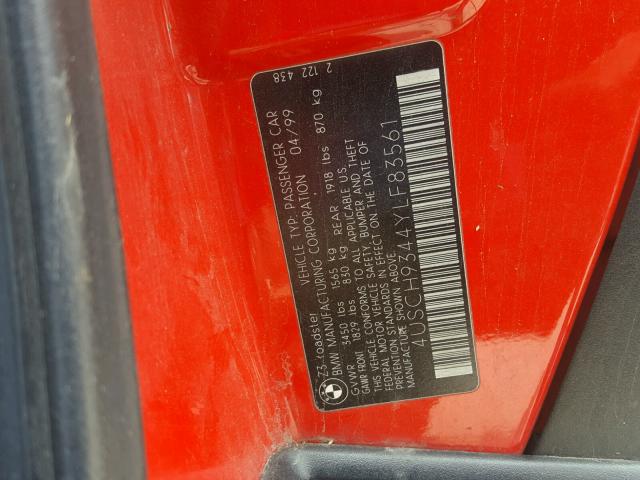 Z3 roadster VEHICLE TYP: PASSENGER CAR 2 122 438
BMW MANUFACTURING CORPORATION 04/99
GVWR 3450 lbs 1565 kg REAR 1918 lbs 870 kg
GAWR FRONT 1829 lbs 830 kg
THIS VEHICLE CONFORMS TO ALL APPLICABLE U.S.
FEDERAL MOTOR VEHICLE SAFETY, BUMPER AND THEFT
PREVENTION STANDARDS IN EFFECT ON THE DATE OF
MANUFACTURE SHOWN ABOVE
4USCH9344YLF83561
BMW